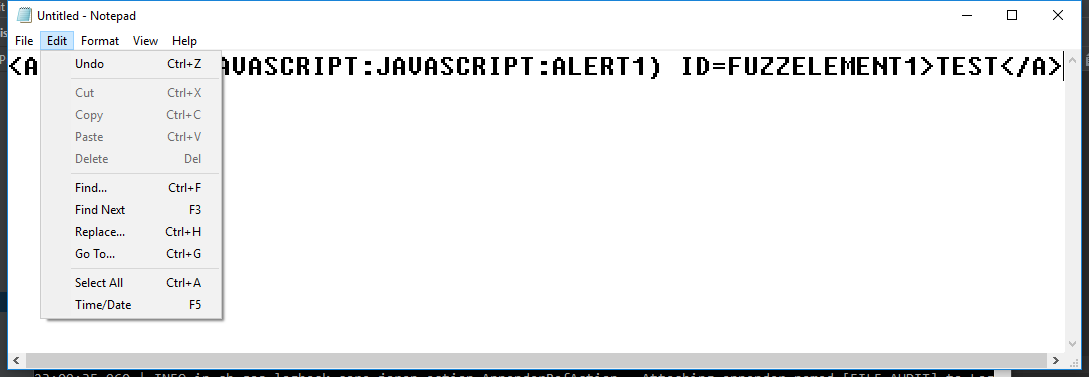 Untitled - Notepad
File Edit Format View Help
<A AVASCRIPT:JAVASCRIPT:ALERT1) ID=FUZZELEMENT1>TEST</A>
Undo Ctrl+Z
Cut Ctrl+X
Copy Ctrl+C
Paste Ctrl+V
Delete Del
Find... Ctrl+F
Find Next F3
Replace... Ctrl+H
Go To... Ctrl+G
Select All Ctrl+A
Time/Date F5